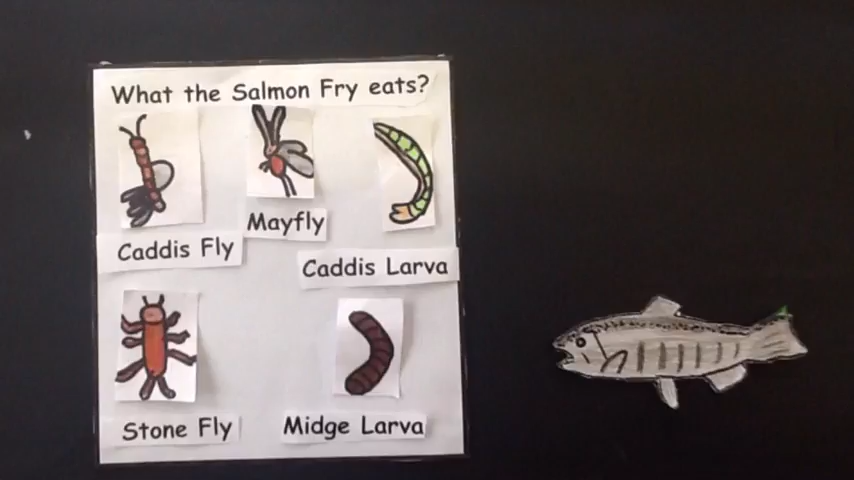 What the Salmon Fry eats?
Mayfly
Caddis Fly
Caddis Larva
Stone Fly
Midge Larva